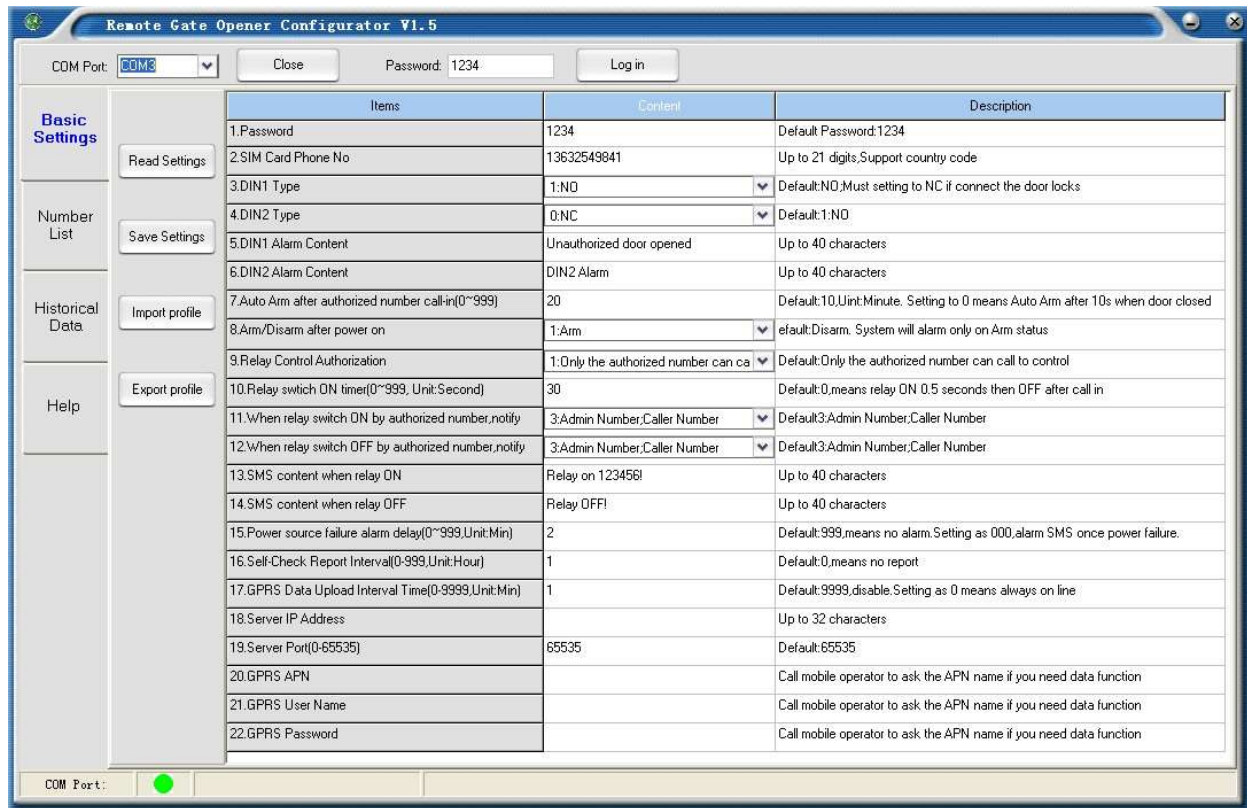 Remote Gate Opener Configurator V1.5
COM Port: COM3 Close Password: 1234 Log in
Basic Settings
Number List
Historical Data
Help
Read Settings
Save Settings
Import profile
Export profile
Items Content Description
1.Password 1234 Default Password:1234
2.SIM Card Phone No 13632549841 Up to 21 digits,Support country code
3.DIN1 Type 1:NO Default:NO;Must setting to NC if connect the door locks
4.DIN2 Type 0:NC Default:1:NO
5.DIN1 Alarm Content Unauthorized door opened Up to 40 characters
6.DIN2 Alarm Content DIN2 Alarm Up to 40 characters
7.Auto Arm after authorized number call-in(0~999) 20 Default:10,Uint:Minute. Setting to 0 means Auto Arm after 10s when door closed
8.Arm/Disarm after power on 1:Arm efault:Disarm. System will alarm only on Arm status
9.Relay Control Authorization 1:Only the authorized number can ca Default:Only the authorized number can call to control
10.Relay swtich ON timer(0~999, Unit:Second) 30 Default:0,means relay ON 0.5 seconds then OFF after call in
11.When relay switch ON by authorized number,notify 3:Admin Number;Caller Number Default3:Admin Number;Caller Number
12.When relay switch OFF by authorized number,notify 3:Admin Number;Caller Number Default3:Admin Number;Caller Number
13.SMS content when relay ON Relay on 123456! Up to 40 characters
14.SMS content when relay OFF Relay OFF! Up to 40 characters
15.Power source failure alarm delay(0~999,Unit:Min) 2 Default:999,means no alarm.Setting as 000,alarm SMS once power failure.
16.Self-Check Report Interval(0-999,Unit:Hour) 1 Default:0,means no report
17.GPRS Data Upload Interval Time(0-9999,Unit:Min) 1 Default:9999,disable.Setting as 0 means always on line
18.Server IP Address Up to 32 characters
19.Server Port(0-65535) 65535 Default:65535
20.GPRS APN Call mobile operator to ask the APN name if you need data function
21.GPRS User Name Call mobile operator to ask the APN name if you need data function
22.GPRS Password Call mobile operator to ask the APN name if you need data function
COM Port: